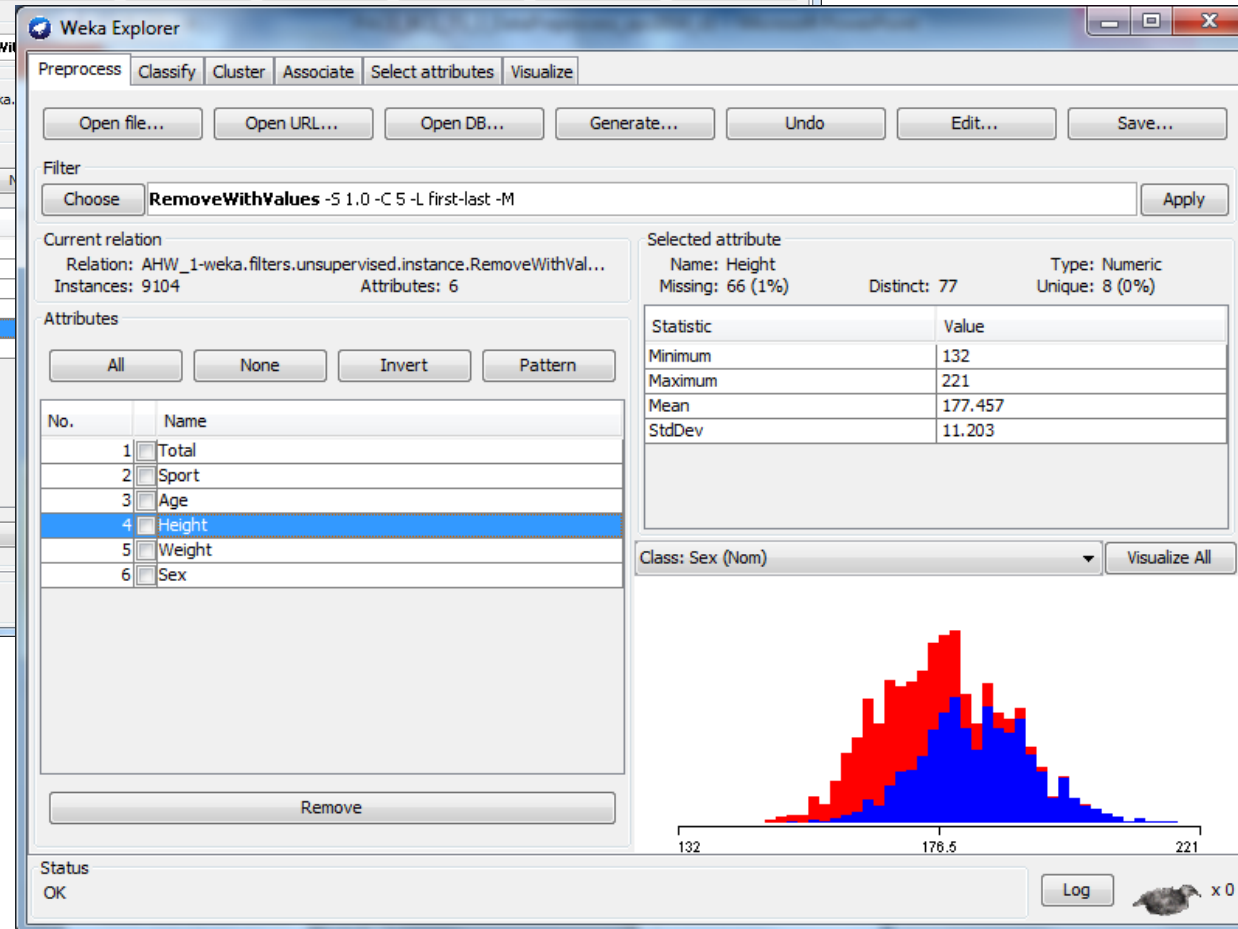 Weka Explorer
Preprocess Classify Cluster Associate Select attributes Visualize
Open file... Open URL... Open DB... Generate... Undo Edit... Save...
Filter
Choose RemoveWithValues -S 1.0 -C 5 -L first-last -M Apply
Current relation
Relation: AHW_1-weka.filters.unsupervised.instance.RemoveWithVal...
Instances: 9104 Attributes: 6
Selected attribute
Name: Height Type: Numeric
Missing: 66 (1%) Distinct: 77 Unique: 8 (0%)
Attributes
All None Invert Pattern
No. Name
1 Total
2 Sport
3 Age
4 Height
5 Weight
6 Sex
Remove
Statistic Value
Minimum 132
Maximum 221
Mean 177.457
StdDev 11.203
Class: Sex (Nom) Visualize All
132 176.5 221
Status
OK
Log x 0